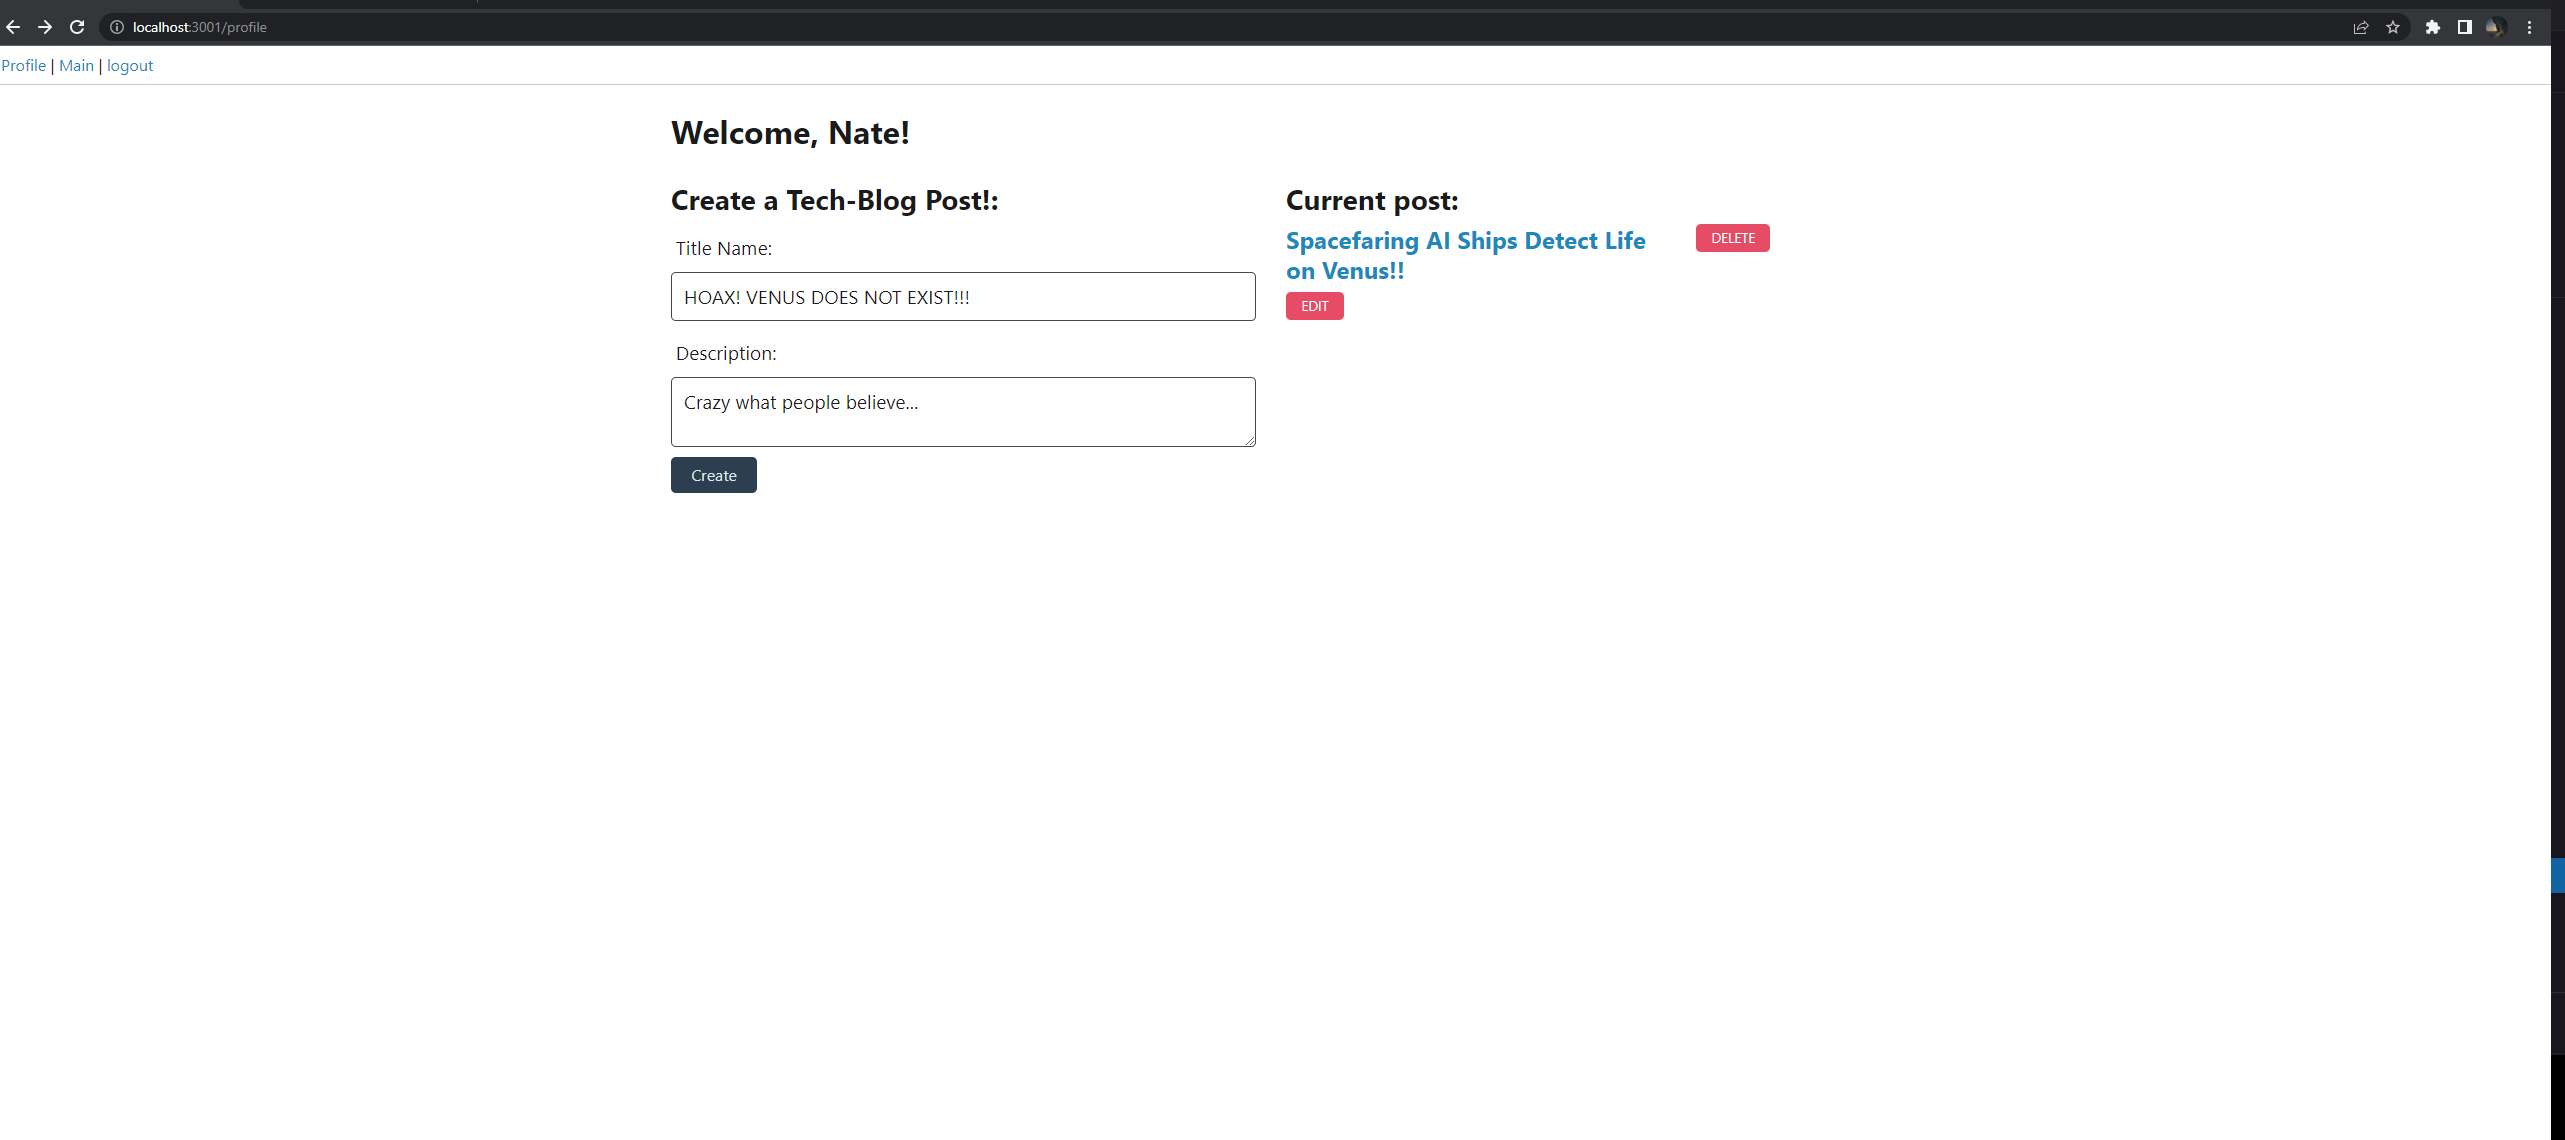 localhost:3001/profile
Profile | Main | logout
Welcome, Nate!
Create a Tech-Blog Post!:
Title Name:
HOAX! VENUS DOES NOT EXIST!!!
Description:
Crazy what people believe...
Create
Current post:
Spacefaring AI Ships Detect Life
on Venus!!
DELETE
EDIT